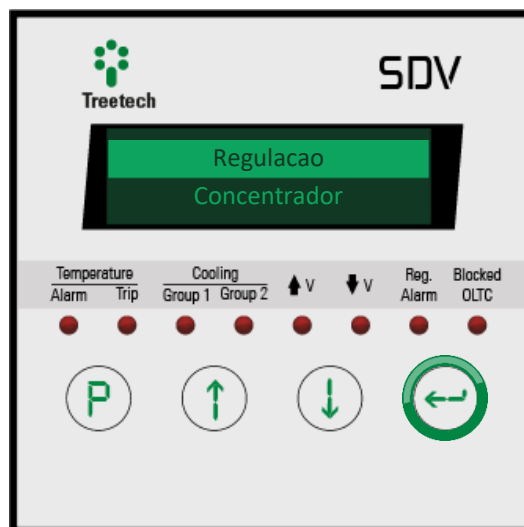 Treetech
SDV
Regulacao
Concentrador
Temperature
Alarm Trip
Cooling
Group 1 Group 2
V
V
Reg.
Alarm
Blocked
OLTC
P